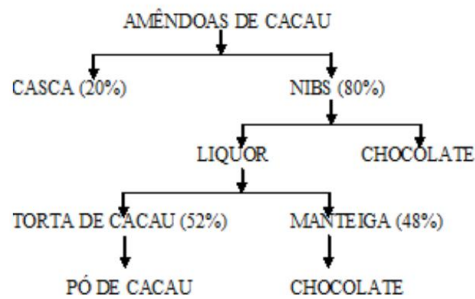 AMÊNDOAS DE CACAU
CASCA (20%) NIBS (80%)
LIQUOR CHOCOLATE
TORTA DE CACAU (52%) MANTEIGA (48%)
PÓ DE CACAU CHOCOLATE